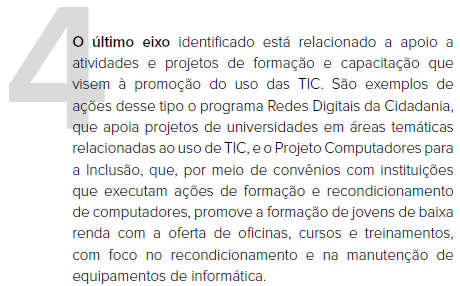 4
O último eixo identificado está relacionado a apoio a
atividades e projetos de formação e capacitação que
visem à promoção do uso das TIC. São exemplos de
ações desse tipo o programa Redes Digitais da Cidadania,
que apoia projetos de universidades em áreas temáticas
relacionadas ao uso de TIC, e o Projeto Computadores para
a Inclusão, que, por meio de convênios com instituições
que executam ações de formação e recondicionamento
de computadores, promove a formação de jovens de baixa
renda com a oferta de oficinas, cursos e treinamentos,
com foco no recondicionamento e na manutenção de
equipamentos de informática.